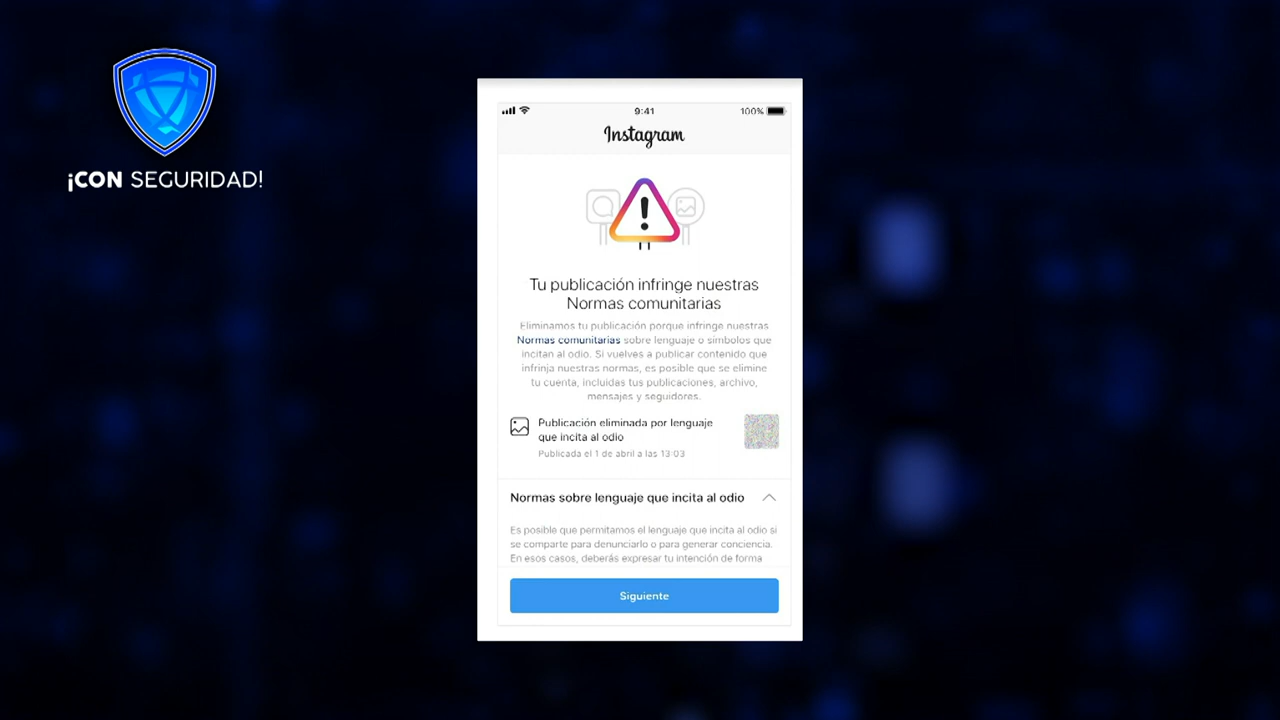 ¡CON SEGURIDAD!
9:41
100%
Instagram
Tu publicación infringe nuestras
Normas comunitarias
Eliminamos tu publicación porque infringe nuestras
Normas comunitarias sobre lenguaje o símbolos que
incitan al odio. Si vuelves a publicar contenido que
infrinja nuestras normas, es posible que se elimine
tu cuenta, incluidas tus publicaciones, archivo,
mensajes y seguidores.
Publicación eliminada por lenguaje
que incita al odio
Publicada el 1 de abril a las 13:03
Normas sobre lenguaje que incita al odio
Es posible que permitamos el lenguaje que incita al odio si
se comparte para denunciarlo o para generar conciencia.
En esos casos, deberás expresar tu intención de forma
Siguiente